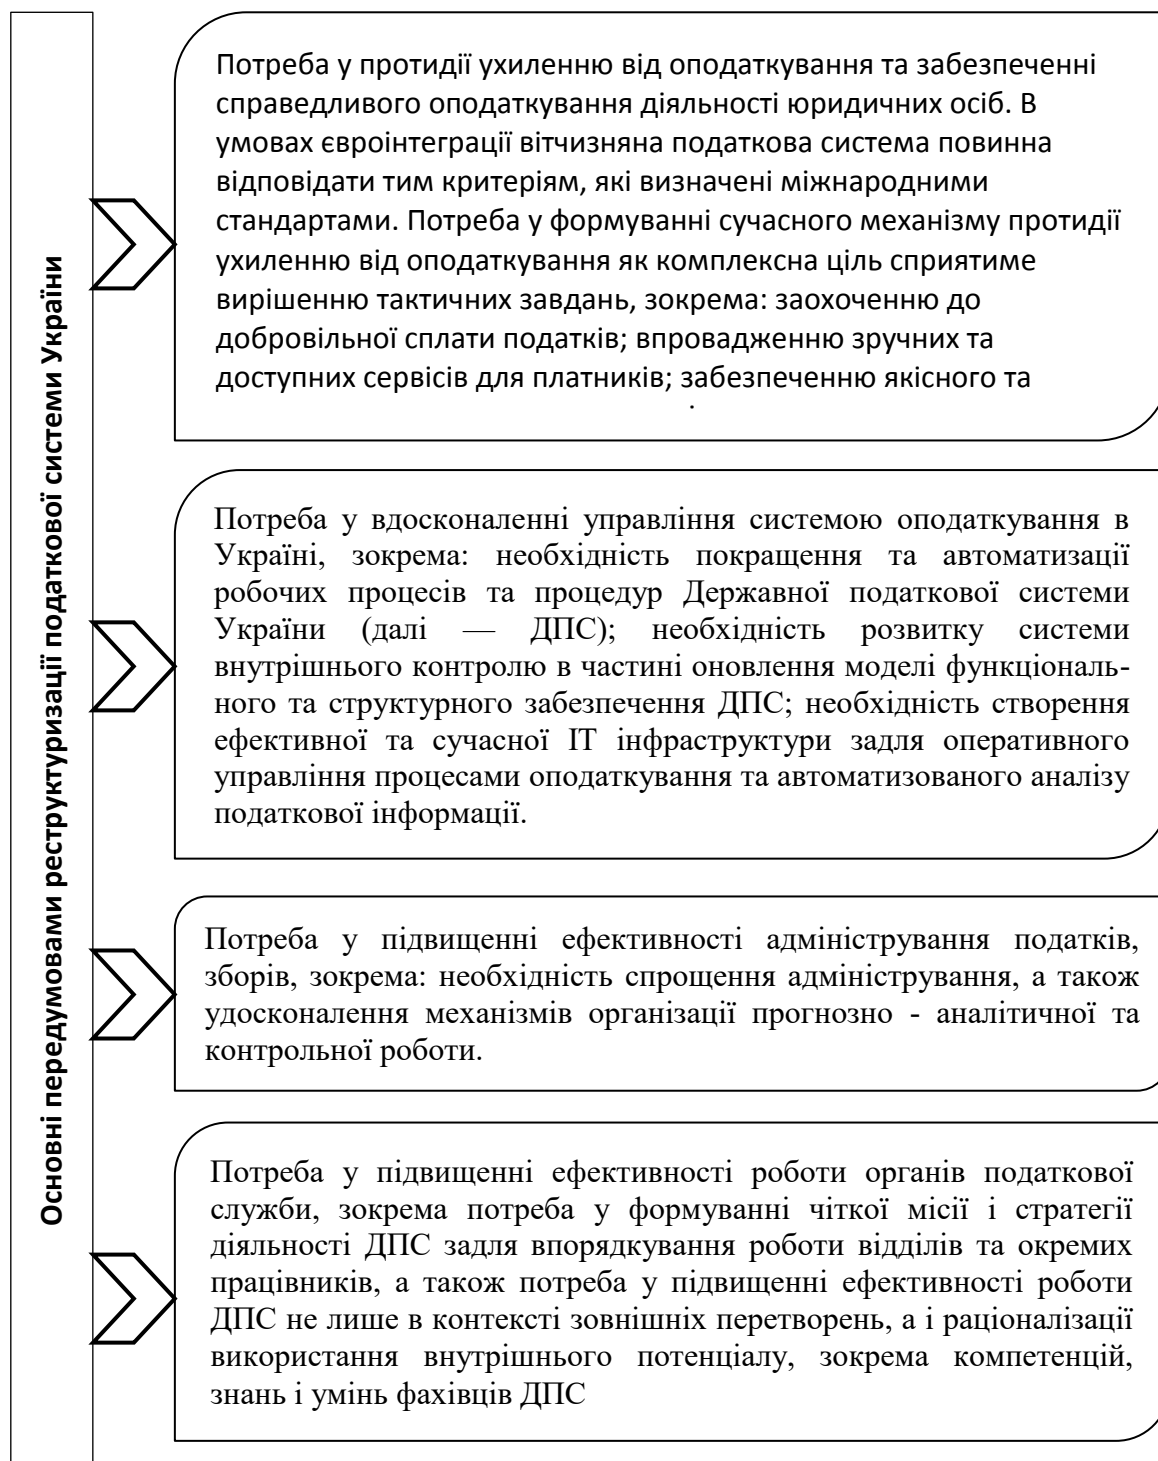 Основні передумовами реструктуризації податкової системи України
Потреба у протидії ухиленню від оподаткування та забезпеченні
справедливого оподаткування діяльності юридичних осіб. В
умовах євроінтеграції вітчизняна податкова система повинна
відповідати тим критеріям, які визначені міжнародними
стандартами. Потреба у формуванні сучасного механізму протидії
ухиленню від оподаткування як комплексна ціль сприятиме
вирішенню тактичних завдань, зокрема: заохоченню до
добровільної сплати податків; впровадженню зручних та
доступних сервісів для платників; забезпеченню якісного та
Потреба у вдосконаленні управління системою оподаткування в
Україні, зокрема: необхідність покращення та автоматизації
робочих процесів та процедур Державної податкової системи
України (далі — ДПС); необхідність розвитку системи
внутрішнього контролю в частині оновлення моделі функціональ-
ного та структурного забезпечення ДПС; необхідність створення
ефективної та сучасної ІТ інфраструктури задля оперативного
управління процесами оподаткування та автоматизованого аналізу
податкової інформації.
Потреба у підвищенні ефективності адміністрування податків,
зборів, зокрема: необхідність спрощення адміністрування, а також
удосконалення механізмів організації прогнозно - аналітичної та
контрольної роботи.
Потреба у підвищенні ефективності роботи органів податкової
служби, зокрема потреба у формуванні чіткої місії і стратегії
діяльності ДПС задля впорядкування роботи відділів та окремих
працівників, а також потреба у підвищенні ефективності роботи
ДПС не лише в контексті зовнішніх перетворень, а і раціоналізації
використання внутрішнього потенціалу, зокрема компетенцій,
знань і умінь фахівців ДПС